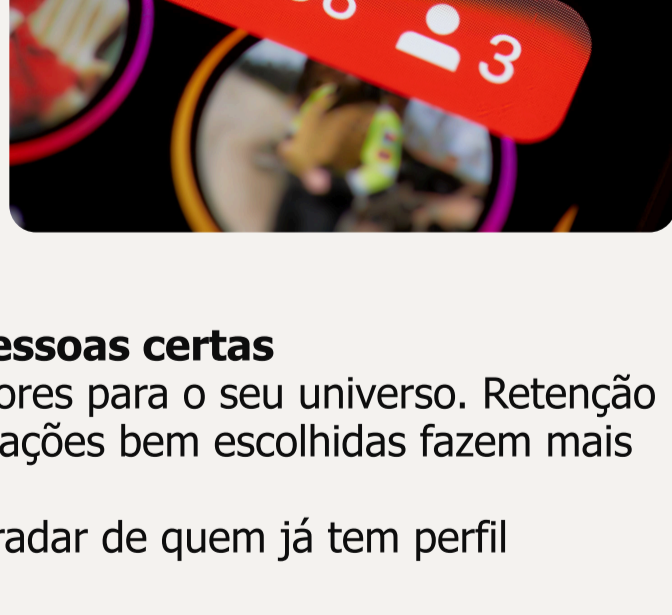 3
essoas certas
ores para o seu universo. Retenção
ações bem escolhidas fazem mais
radar de quem já tem perfil